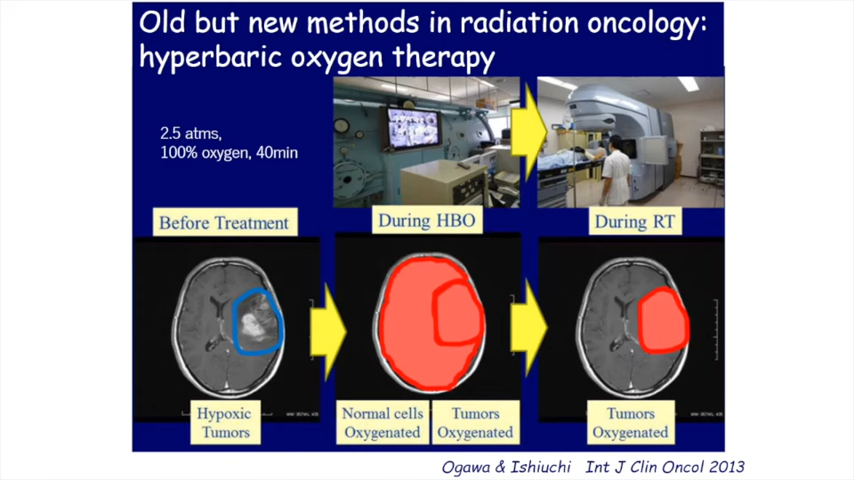 Old but new methods in radiation oncology:
hyperbaric oxygen therapy
2.5 atms,
100% oxygen, 40min
Before Treatment
During HBO
During RT
Hypoxic
Tumors
Normal cells
Oxygenated
Tumors
Oxygenated
Tumors
Oxygenated
Ogawa & Ishiuchi Int J Clin Oncol 2013